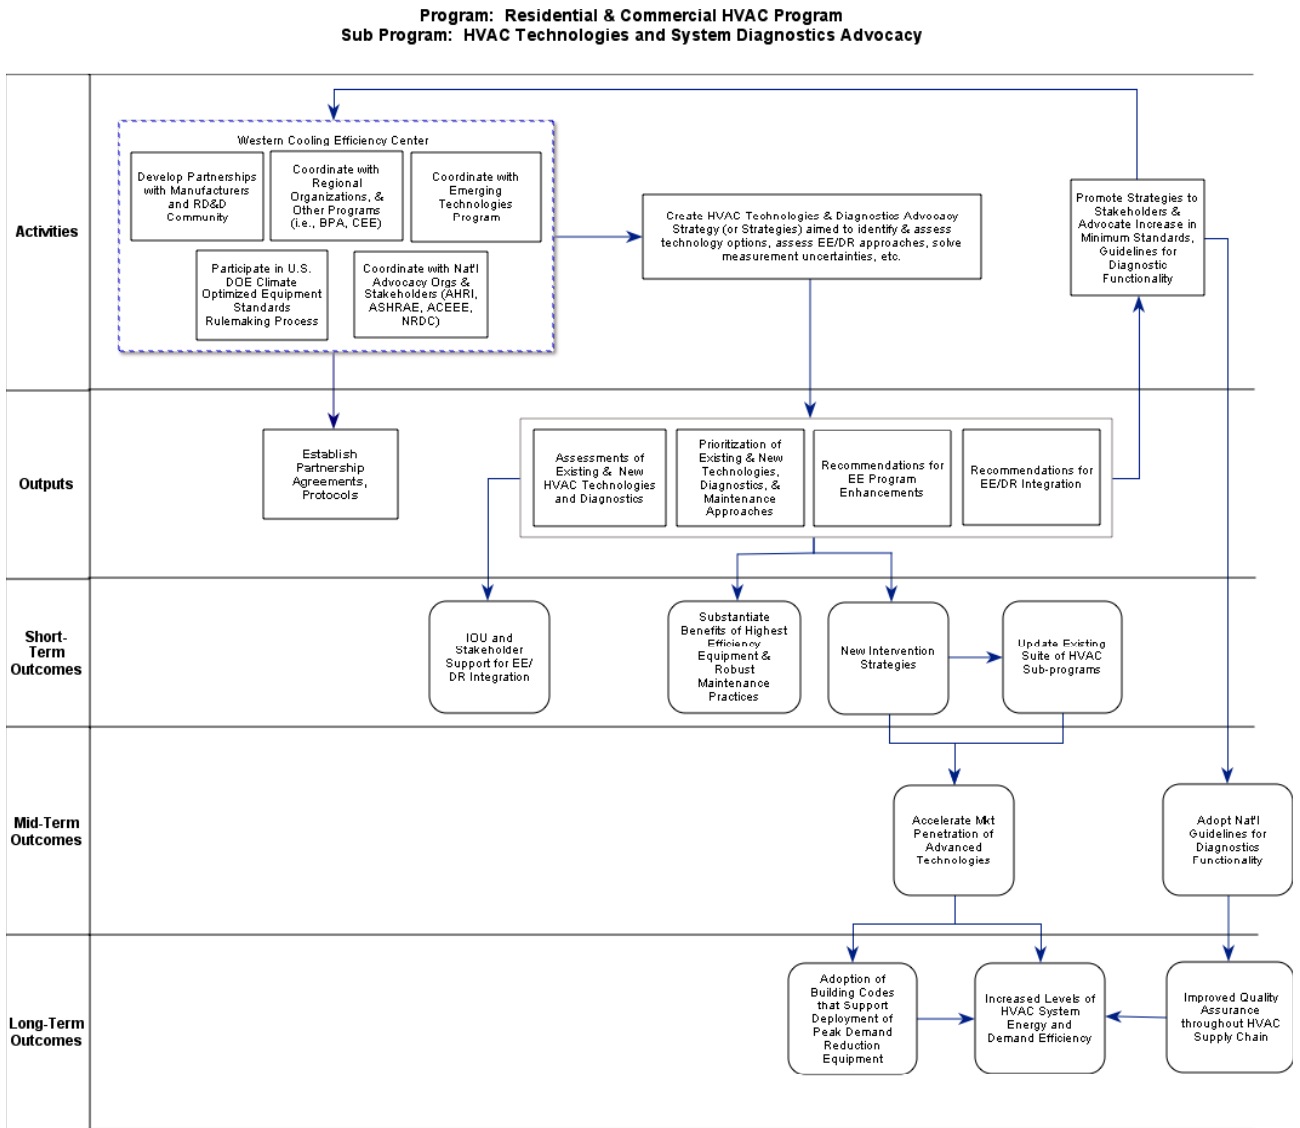 Program: Residential & Commercial HVAC Program
Sub Program: HVAC Technologies and System Diagnostics Advocacy
Activities
Western Cooling Efficiency Center
Develop Partnerships
with Manufacturers
and RD&D
Community
Coordinate with
Regional
Organizations, &
Other Programs
(i.e., BPA, CEE)
Coordinate with
Emerging
Technologies
Program
Participate in U.S.
DOE Climate
Optimized Equipment
Standards
Rulemaking Process
Coordinate with Nat'l
Advocacy Orgs &
Stakeholders (AHRI,
ASHRAE, ACEEE,
NRDC)
Create HVAC Technologies & Diagnostics Advocacy
Strategy (or Strategies) aimed to identify & assess
technology options, assess EE/DR approaches, solve
measurement uncertainties, etc.
Promote Strategies to
Stakeholders &
Advocate Increase in
Minimum Standards,
Guidelines for
Diagnostic
Functionality
Outputs
Establish
Partnership
Agreements,
Protocols
Assessments of
Existing & New
HVAC Technologies
and Diagnostics
Prioritization of
Existing & New
Technologies,
Diagnostics, &
Maintenance
Approaches
Recommendations for
EE Program
Enhancements
Recommendations for
EE/DR Integration
Short-
Term
Outcomes
IOU and
Stakeholder
Support for EE/
DR Integration
Substantiate
Benefits of Highest
Efficiency
Equipment &
Robust
Maintenance
Practices
New Intervention
Strategies
Update Existing
Suite of HVAC
Sub-programs
Mid-Term
Outcomes
Accelerate Mkt
Penetration of
Advanced
Technologies
Adopt Nat'l
Guidelines for
Diagnostics
Functionality
Long-Term
Outcomes
Adoption of
Building Codes
that Support
Deployment of
Peak Demand
Reduction
Equipment
Increased Levels of
HVAC System
Energy and
Demand Efficiency
Improved Quality
Assurance
throughout HVAC
Supply Chain